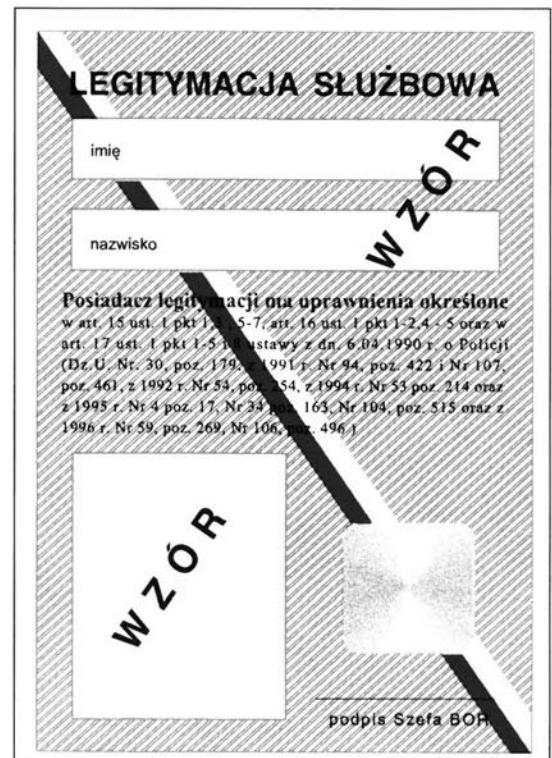 LEGITYMACJA SŁUŻBOWA
imię
WZÓR
nazwisko
Posiadacz legitymacji ma uprawnienia określone
w art. 15 ust. 1 pkt 1,3 , 5-7, art. 16 ust. 1 pkt 1-2,4 - 5 oraz w
art. 17 ust. 1 pkt 1-5 i 8 ustawy z dn. 6.04.1990 r. o Policji
(Dz.U. Nr. 30, poz. 179, z 1991 r. Nr 94, poz. 422 i Nr 107,
poz. 461, z 1992 r. Nr 54, poz. 254, z 1994 r. Nr 53 poz. 214 oraz
z 1995 r. Nr 4 poz. 17, Nr 34 poz. 163, Nr 104, poz. 515 oraz z
1996 r. Nr 59, poz. 269, Nr 106, poz. 496 )
WZÓR
podpis Szefa BOR